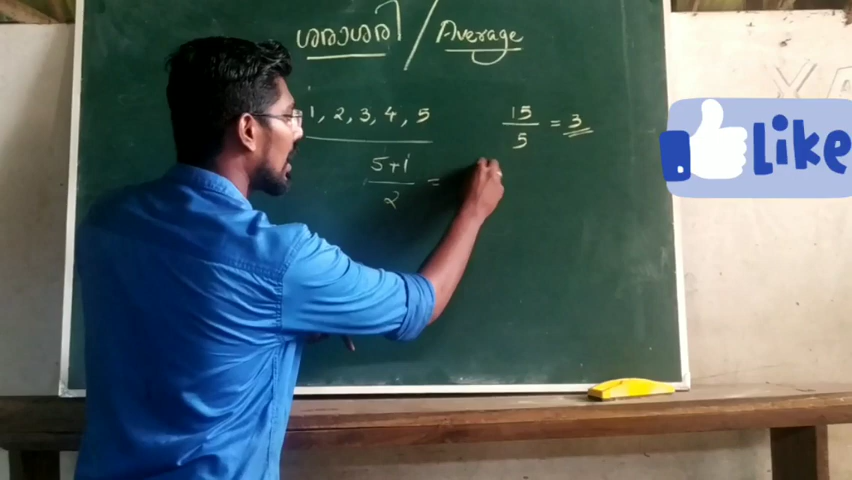 ശരാശരി / Average
1, 2, 3, 4, 5
15
5
= 3
5+1
2
=
Like